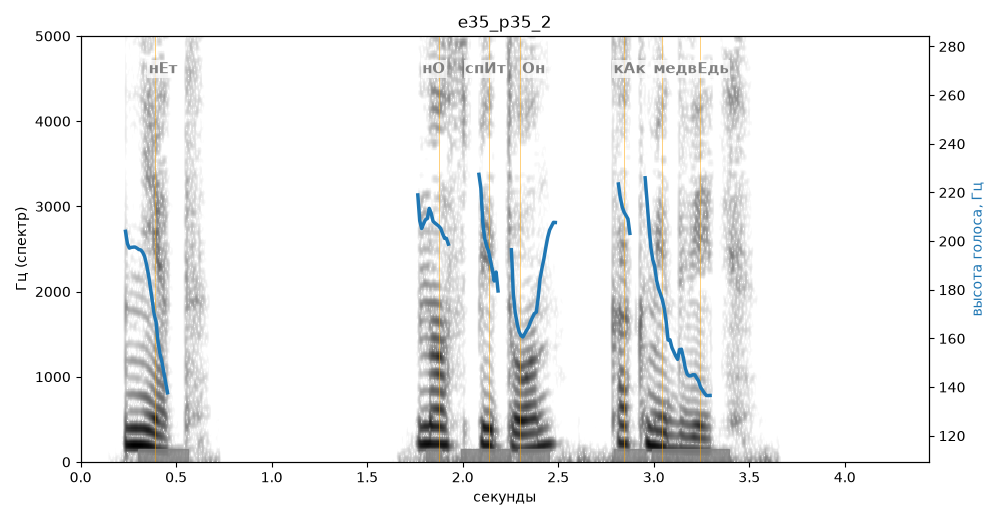 e35_p35_2
5000
4000
3000
2000
1000
0
Гц (спектр)
нЕт
нО
спИт
Он
кАк
медвЕдь
280
260
240
220
200
180
160
140
120
высота голоса, Гц
0.0 0.5 1.0 1.5 2.0 2.5 3.0 3.5 4.0
секунды